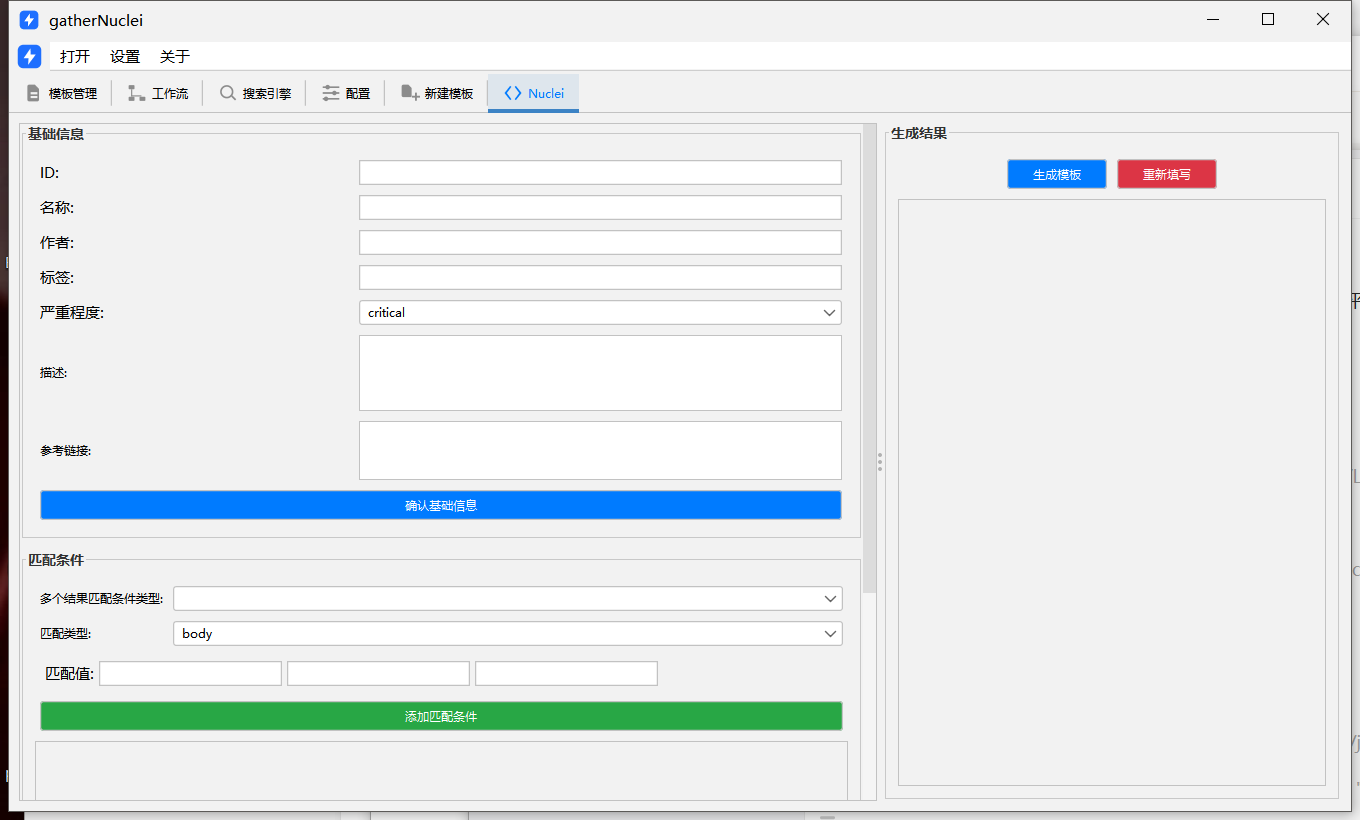 gatherNuclei
打开 设置 关于
模板管理 工作流 搜索引擎 配置 新建模板 Nuclei
基础信息
ID:
名称:
作者:
标签:
严重程度: critical
描述:
参考链接:
确认基础信息
匹配条件
多个结果匹配条件类型:
匹配类型: body
匹配值:
添加匹配条件
生成结果
生成模板 重新填写